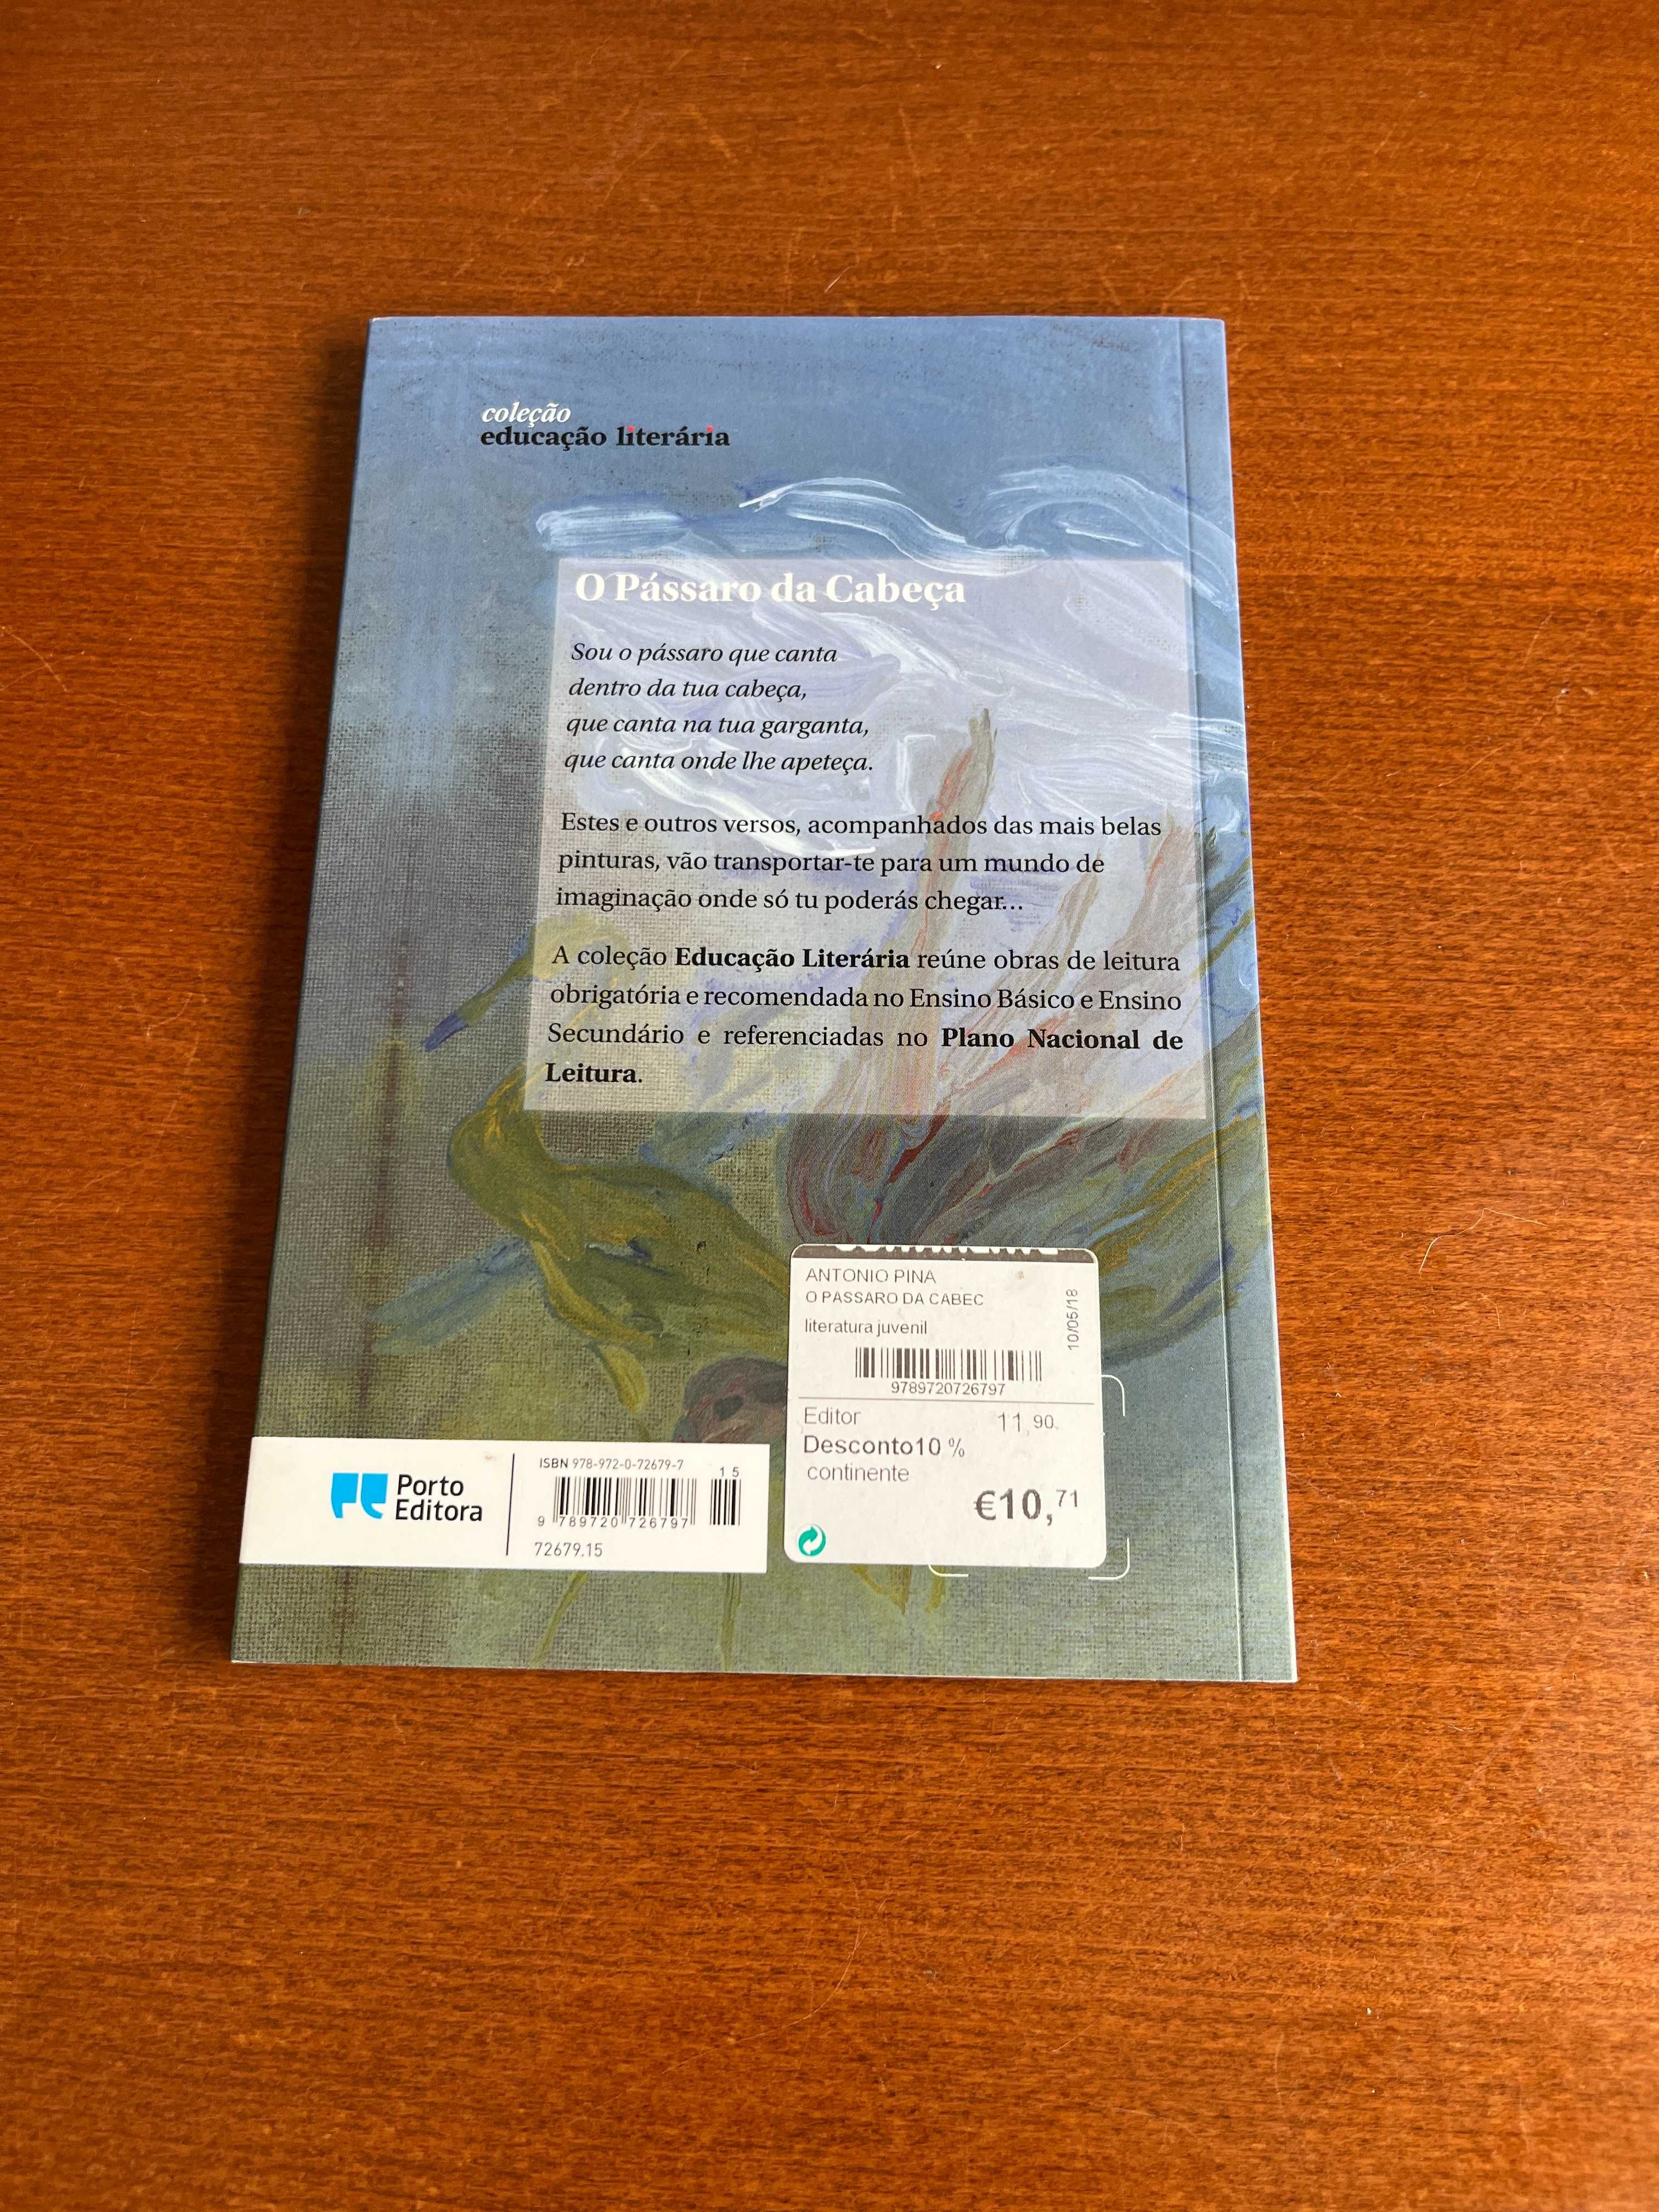 coleção
educação literária
O Pássaro da Cabeça
Sou o pássaro que canta
dentro da tua cabeça,
que canta na tua garganta,
que canta onde lhe apeteça.
Estes e outros versos, acompanhados das mais belas
pinturas, vão transportar-te para um mundo de
imaginação onde só tu poderás chegar...
A coleção Educação Literária reúne obras de leitura
obrigatória e recomendada no Ensino Básico e Ensino
Secundário e referenciadas no Plano Nacional de
Leitura.
ANTONIO PINA
O PASSARO DA CABEC
literatura juvenil
10/05/18
9789720726797
Editor 11,90.
Desconto10 %
continente
€10,71
Porto
Editora
ISBN 978-972-0-72679-7
15
9 789720 726797
72679.15